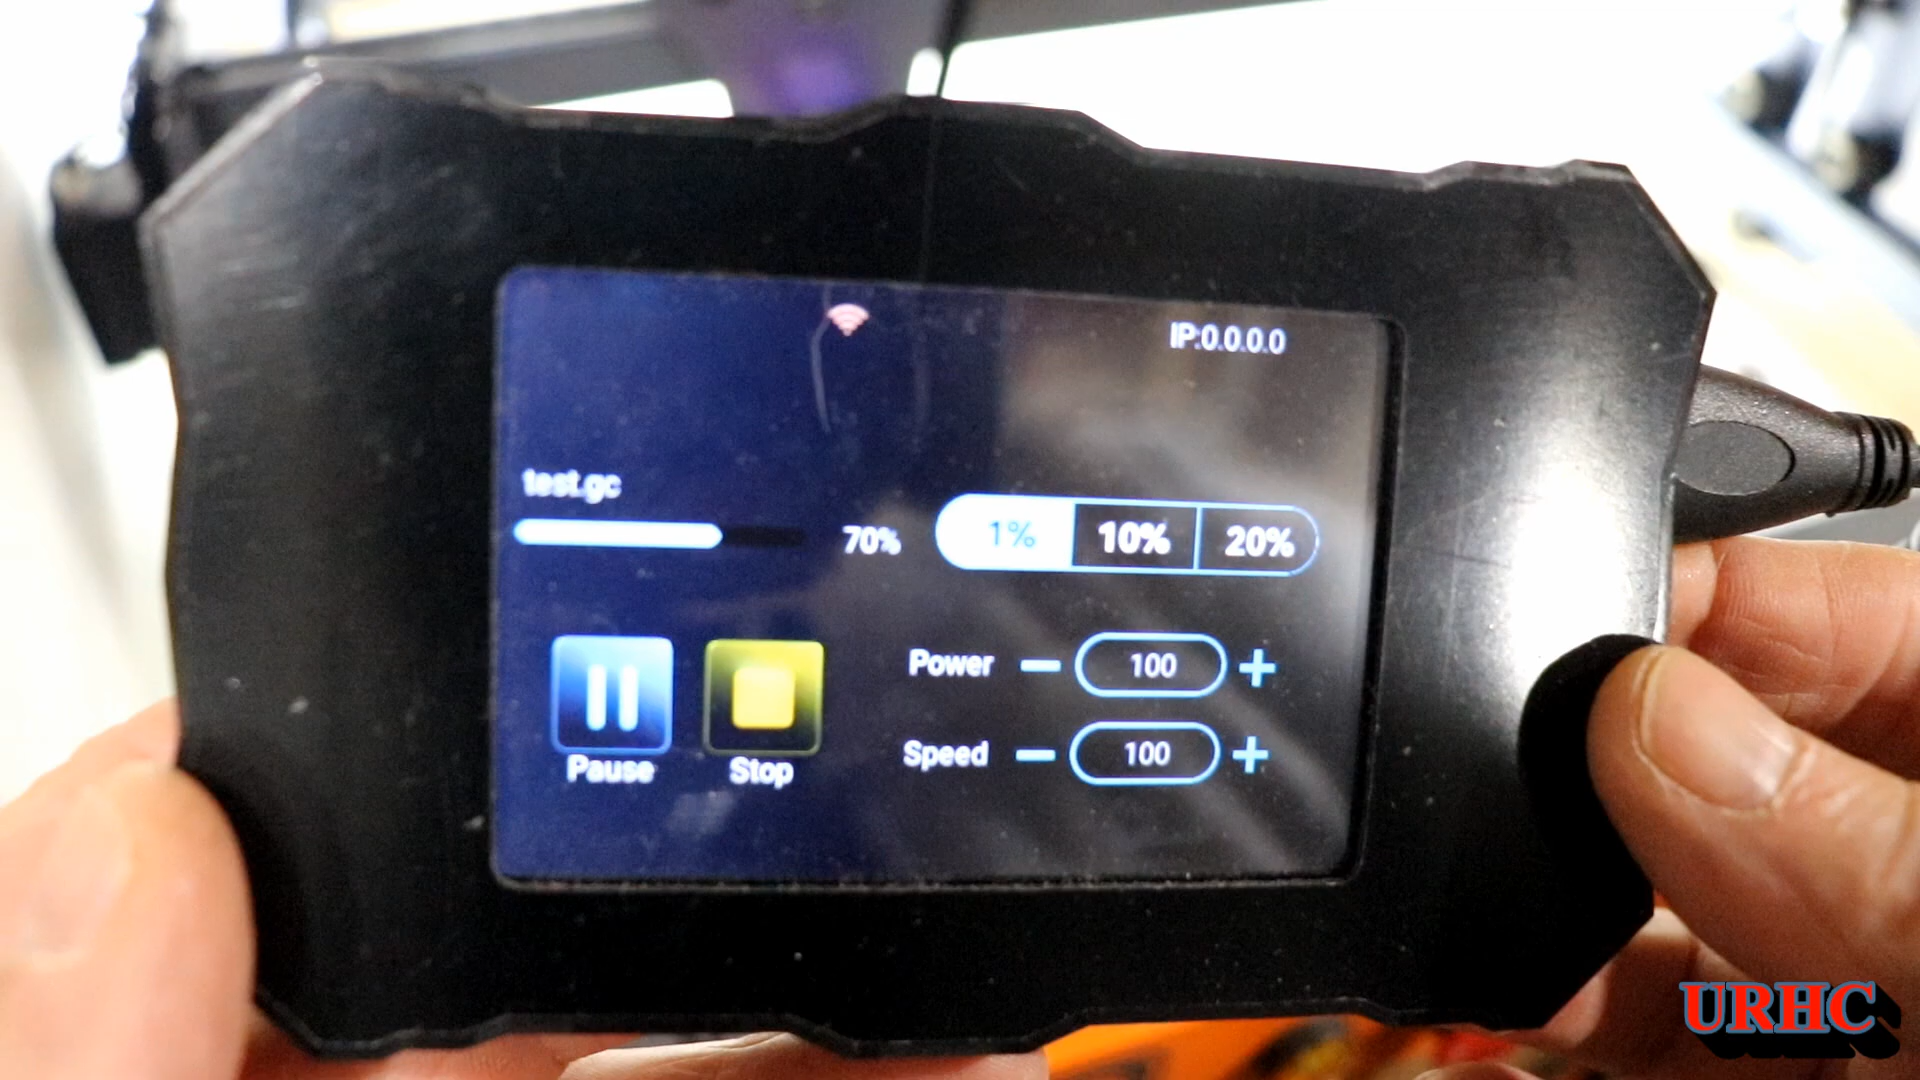 IP:0.0.0.0
test.gc
70%
1% 10% 20%
Power — 100 +
Speed — 100 +
Pause Stop
URHC